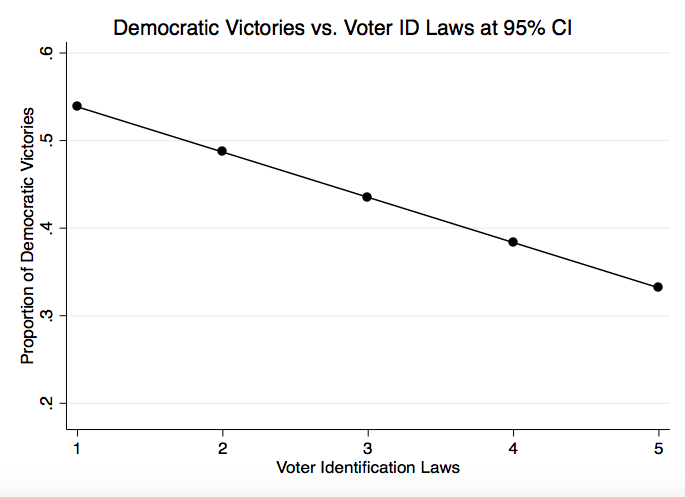 Democratic Victories vs. Voter ID Laws at 95% CI
Proportion of Democratic Victories
.6
.5
.4
.3
.2
1 2 3 4 5
Voter Identification Laws